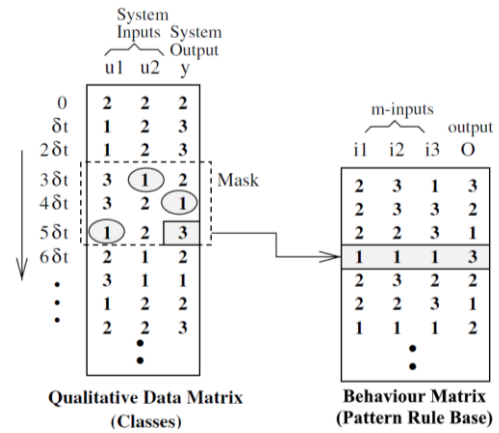 System
Inputs System
Output
u1 u2 y
0 2 2 2
δt 1 2 3
2δt 1 2 3
3δt 3 1 2 Mask
4δt 3 2 1
5δt 1 2 3
6δt 2 1 2
3 1 1
1 2 2
2 2 3
Qualitative Data Matrix
(Classes)
m-inputs
output
i1 i2 i3 O
2 3 1 3
2 3 3 2
2 2 3 1
1 1 1 3
2 3 2 2
2 2 3 1
1 1 1 2
Behaviour Matrix
(Pattern Rule Base)